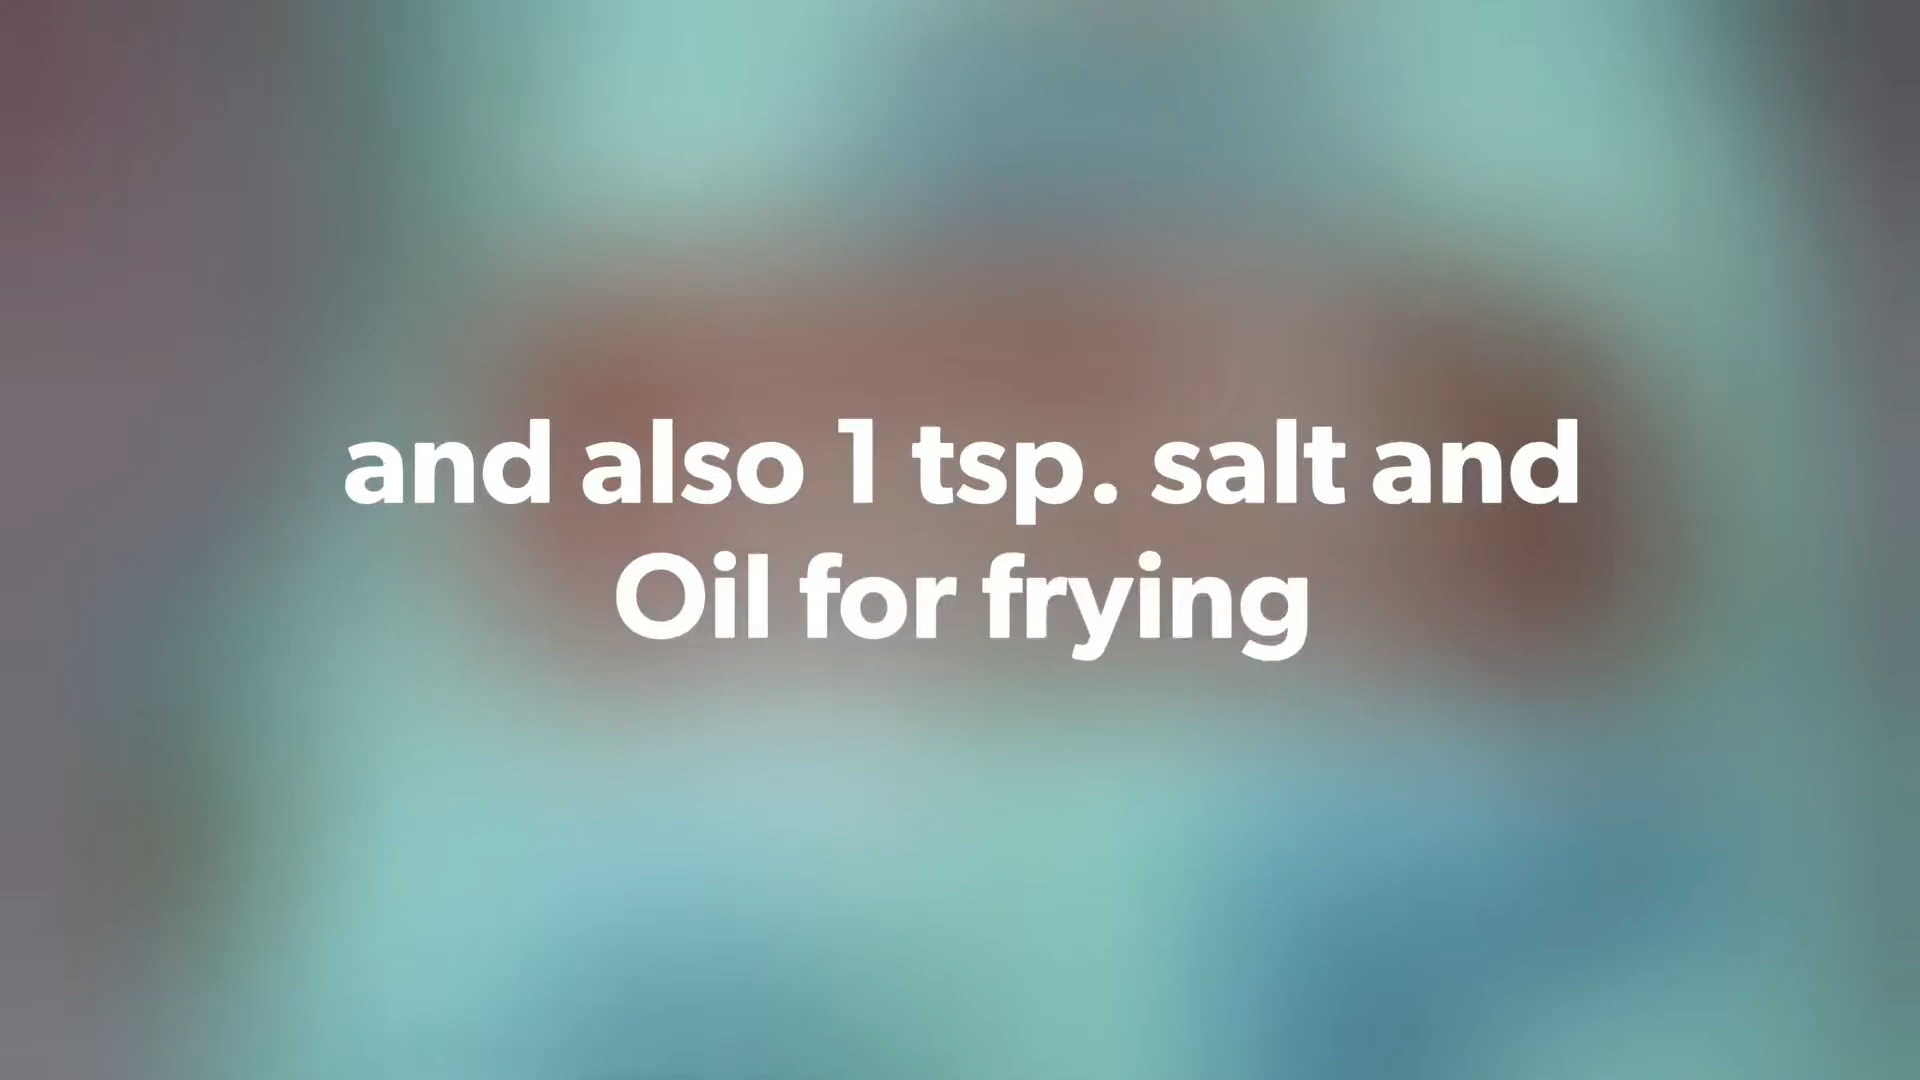 and also 1 tsp. salt and
Oil for frying